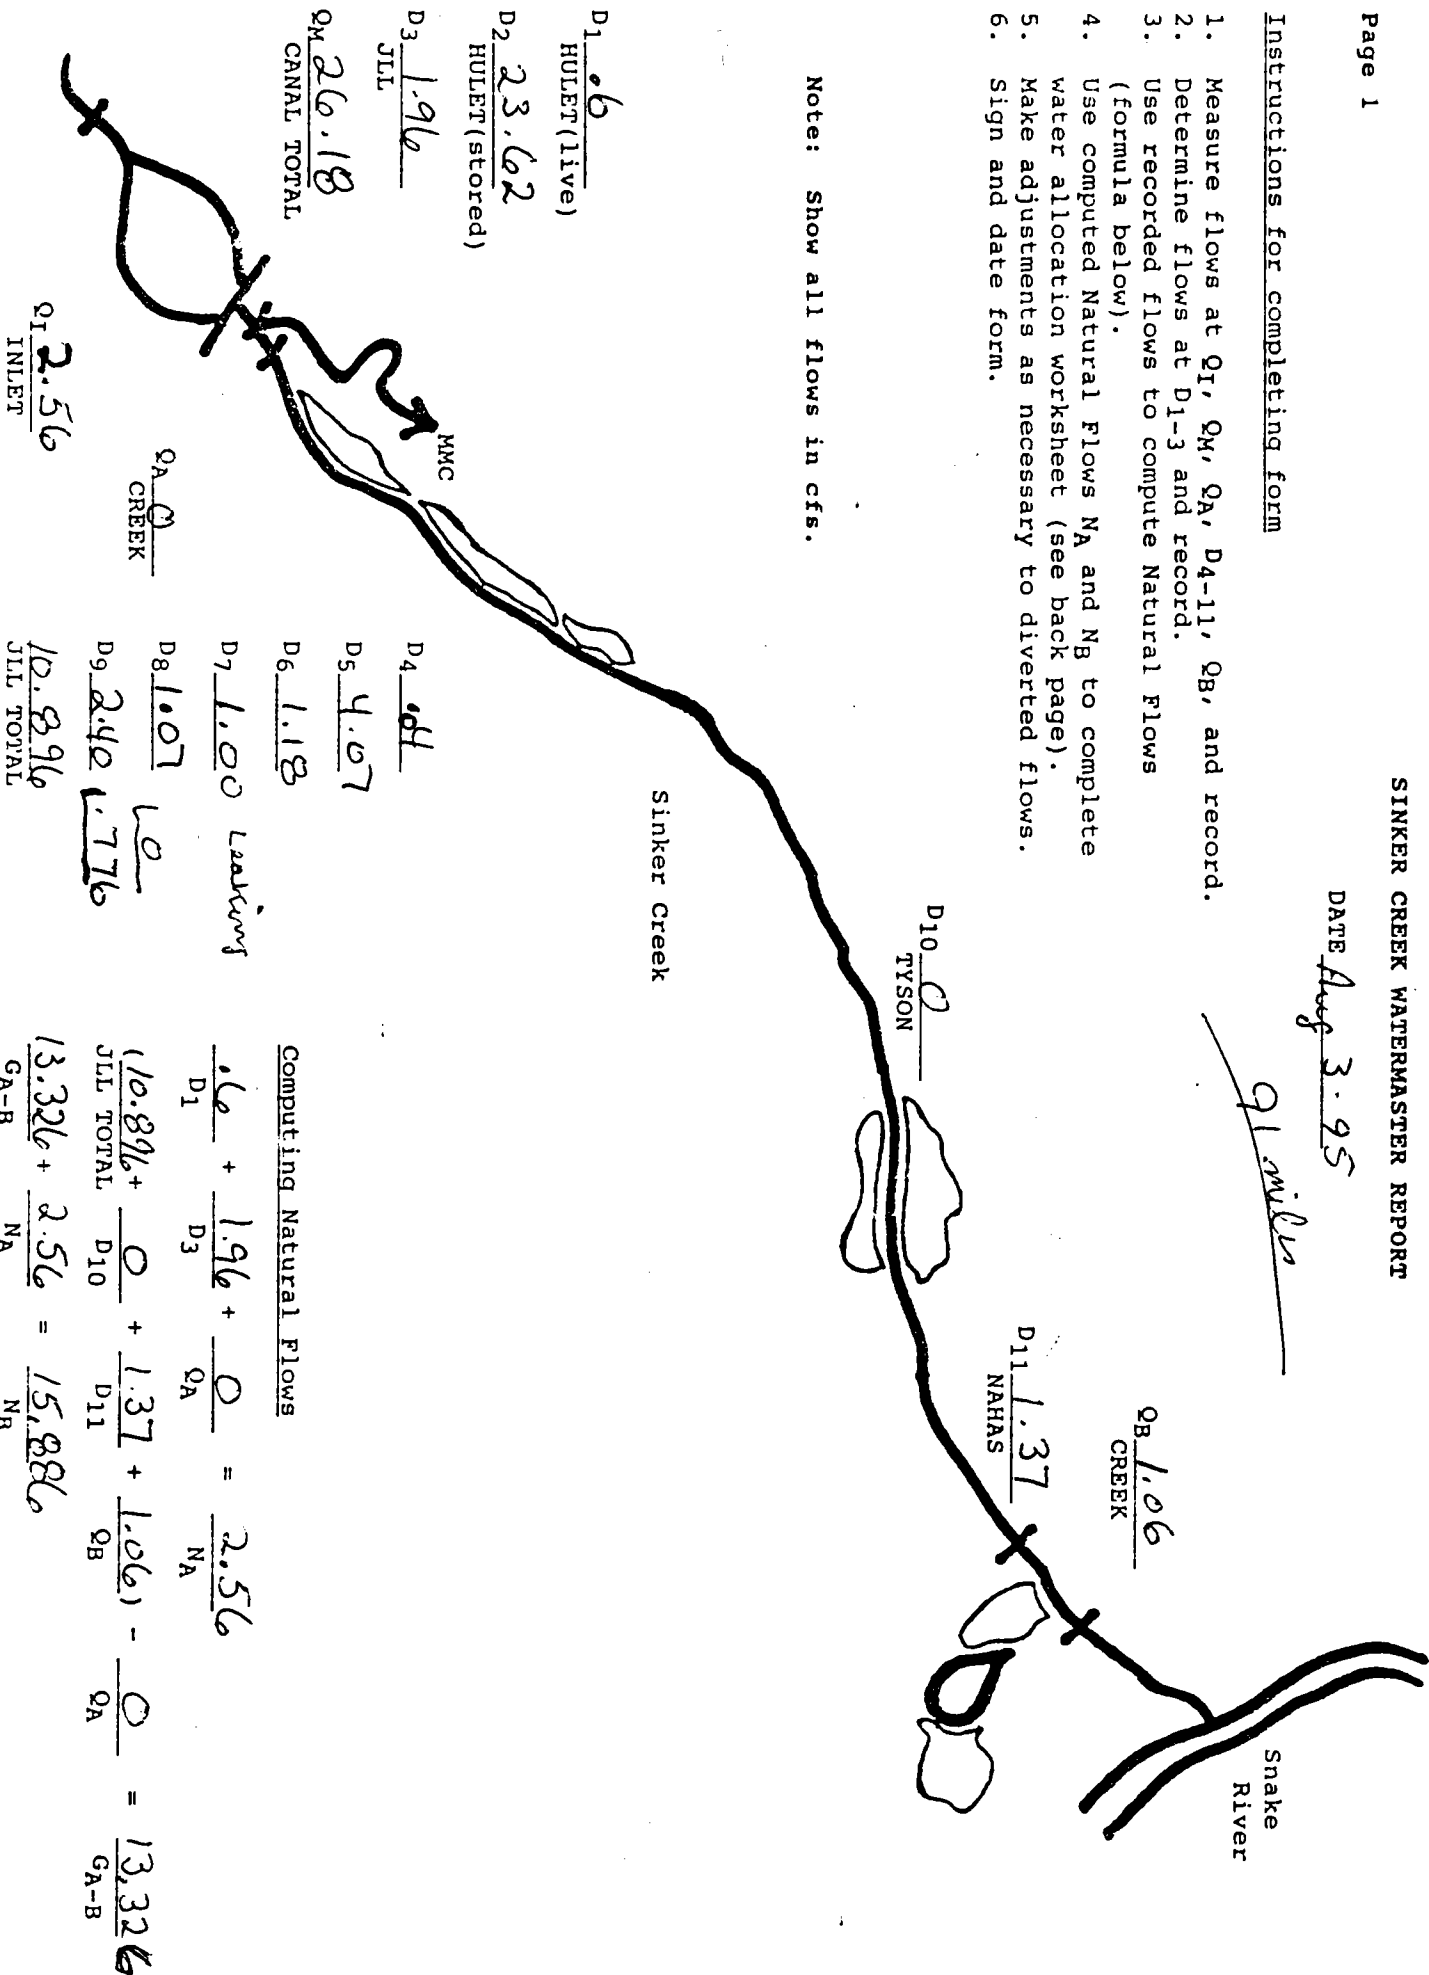 Page 1
SINKER CREEK WATERMASTER REPORT
DATE Aug 3-95
91 miles
Instructions for completing form
1. Measure flows at QI, QM, QA, D4-11, QB, and record.
2. Determine flows at D1-3 and record.
3. Use recorded flows to compute Natural Flows
(formula below).
4. Use computed Natural Flows NA and NB to complete
water allocation worksheet (see back page).
5. Make adjustments as necessary to diverted flows.
6. Sign and date form.
Note: Show all flows in cfs.
QB 1.06
CREEK
Snake
River
D11 1.37
NAHAS
D10 0
TYSON
Sinker Creek
D1 .6
HULET(live)
D2 23.62
HULET(stored)
D3 1.96
JLL
QM 26.18
CANAL TOTAL
MMC
QI 2.56
INLET
QA 0
CREEK
D4
D5 4.07
D6 1.18
D7 1.00 Leaking
D8 1.07
D9 2.40 1.776
10.896
JLL TOTAL
Computing Natural Flows
.6 + 1.96 + 0 = 2.56
D1 D3 QA NA
(10.896 + 0 + 1.37 + 1.06) - 0 = 13.326
JLL TOTAL D10 D11 QB QA GA-B
13.326 + 2.56 = 15.886
GA-B NA NB